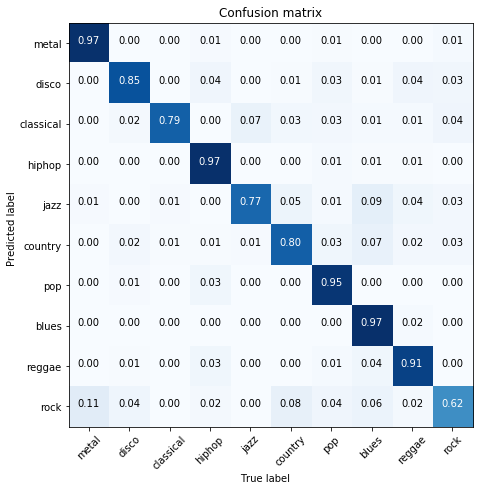 Confusion matrix
metal 0.97 0.00 0.00 0.01 0.00 0.00 0.01 0.00 0.00 0.01
disco 0.00 0.85 0.00 0.04 0.00 0.01 0.03 0.01 0.04 0.03
classical 0.00 0.02 0.79 0.00 0.07 0.03 0.03 0.01 0.01 0.04
hiphop 0.00 0.00 0.00 0.97 0.00 0.00 0.01 0.01 0.01 0.00
jazz 0.01 0.00 0.01 0.00 0.77 0.05 0.01 0.09 0.04 0.03
country 0.00 0.02 0.01 0.01 0.01 0.80 0.03 0.07 0.02 0.03
pop 0.00 0.01 0.00 0.03 0.00 0.00 0.95 0.00 0.00 0.00
blues 0.00 0.00 0.00 0.00 0.00 0.00 0.00 0.97 0.02 0.00
reggae 0.00 0.01 0.00 0.03 0.00 0.00 0.01 0.04 0.91 0.00
rock 0.11 0.04 0.00 0.02 0.00 0.08 0.04 0.06 0.02 0.62
Predicted label
metal disco classical hiphop jazz country pop blues reggae rock
True label